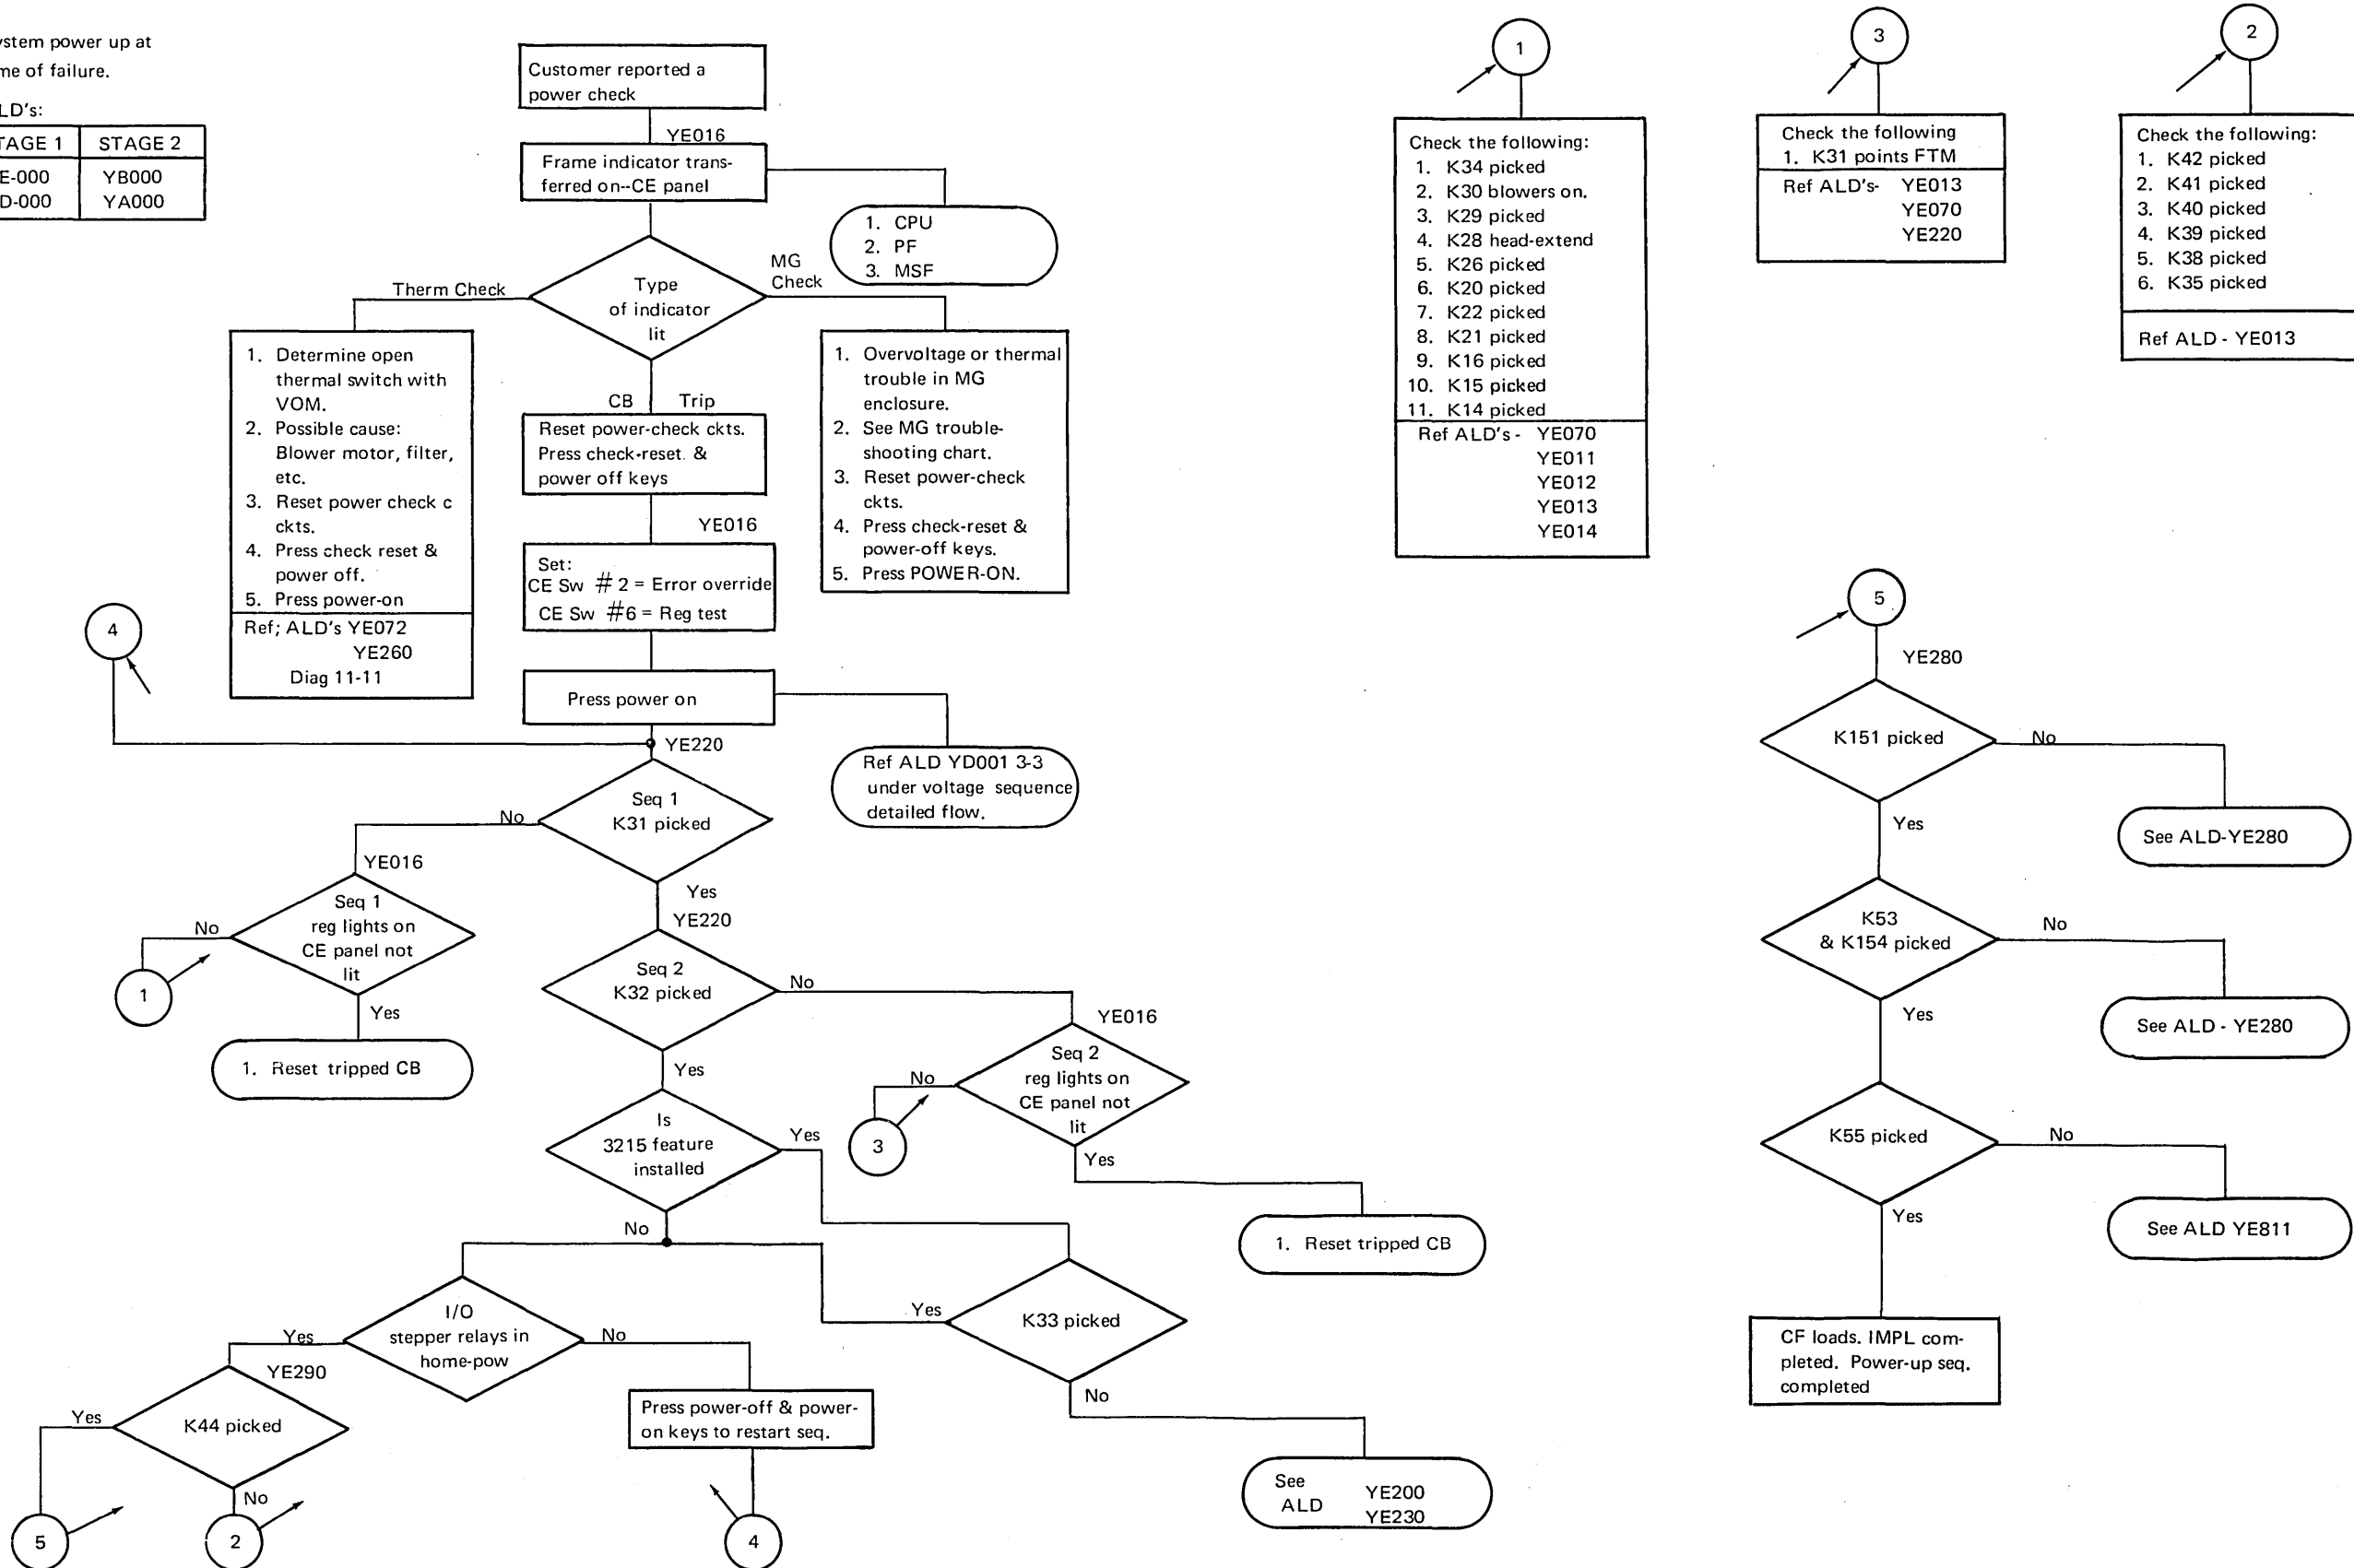 ystem power up at
me of failure.
LD's:
TAGE 1 STAGE 2
E-000 YB000
D-000 YA000
Customer reported a
power check
YE016
Frame indicator trans-
ferred on--CE panel
1. CPU
2. PF
3. MSF
Type
of indicator
lit
Therm Check
MG
Check
CB Trip
1. Determine open
thermal switch with
VOM.
2. Possible cause:
Blower motor, filter,
etc.
3. Reset power check c
ckts.
4. Press check reset &
power off.
5. Press power-on
Ref; ALD's YE072
YE260
Diag 11-11
Reset power-check ckts.
Press check-reset. &
power off keys
YE016
Set:
CE Sw # 2 = Error override
CE Sw #6 = Reg test
1. Overvoltage or thermal
trouble in MG
enclosure.
2. See MG trouble-
shooting chart.
3. Reset power-check
ckts.
4. Press check-reset &
power-off keys.
5. Press POWER-ON.
4
Press power on
YE220
Ref ALD YD001 3-3
under voltage sequence
detailed flow.
Seq 1
K31 picked
No
Yes
YE016
Seq 1
reg lights on
CE panel not
lit
No
1
Yes
1. Reset tripped CB
YE220
Seq 2
K32 picked
No
Yes
YE016
Seq 2
reg lights on
CE panel not
lit
No
3
Yes
1. Reset tripped CB
Is
3215 feature
installed
Yes
No
K33 picked
Yes
No
See YE200
ALD YE230
I/O
stepper relays in
home-pow
Yes
No
YE290
K44 picked
Yes
No
5
2
Press power-off & power-
on keys to restart seq.
4
1
Check the following:
1. K34 picked
2. K30 blowers on.
3. K29 picked
4. K28 head-extend
5. K26 picked
6. K20 picked
7. K22 picked
8. K21 picked
9. K16 picked
10. K15 picked
11. K14 picked
Ref ALD's - YE070
YE011
YE012
YE013
YE014
3
Check the following
1. K31 points FTM
Ref ALD's- YE013
YE070
YE220
2
Check the following:
1. K42 picked
2. K41 picked
3. K40 picked
4. K39 picked
5. K38 picked
6. K35 picked
Ref ALD - YE013
5
YE280
K151 picked
No
See ALD-YE280
Yes
K53
& K154 picked
No
See ALD - YE280
Yes
K55 picked
No
See ALD YE811
Yes
CF loads. IMPL com-
pleted. Power-up seq.
completed